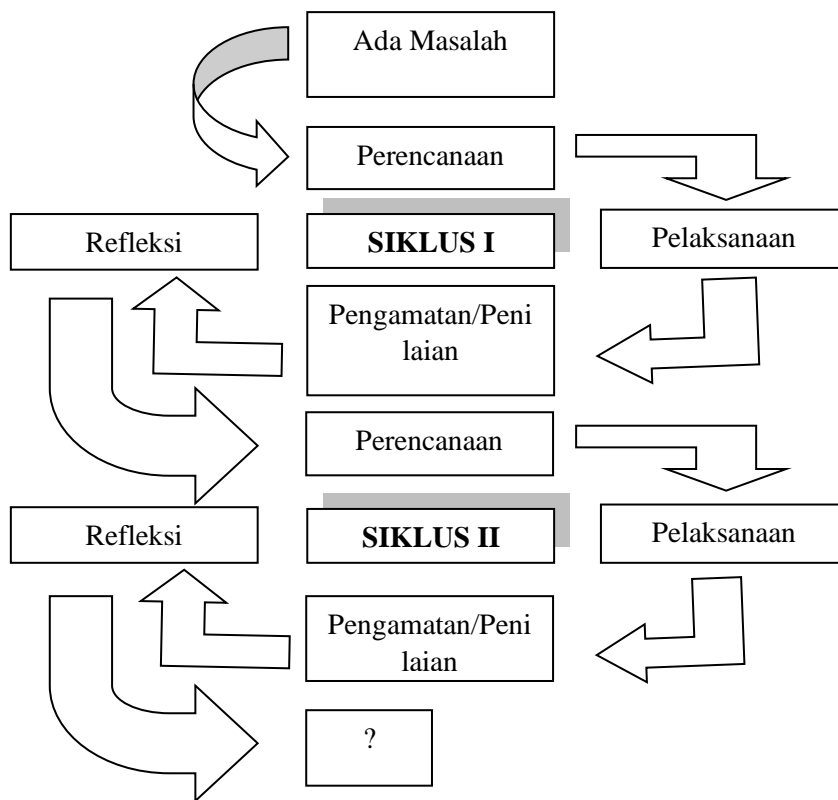 Ada Masalah
Perencanaan
Refleksi
SIKLUS I
Pelaksanaan
Pengamatan/Peni
laian
Perencanaan
Refleksi
SIKLUS II
Pelaksanaan
Pengamatan/Peni
laian
?